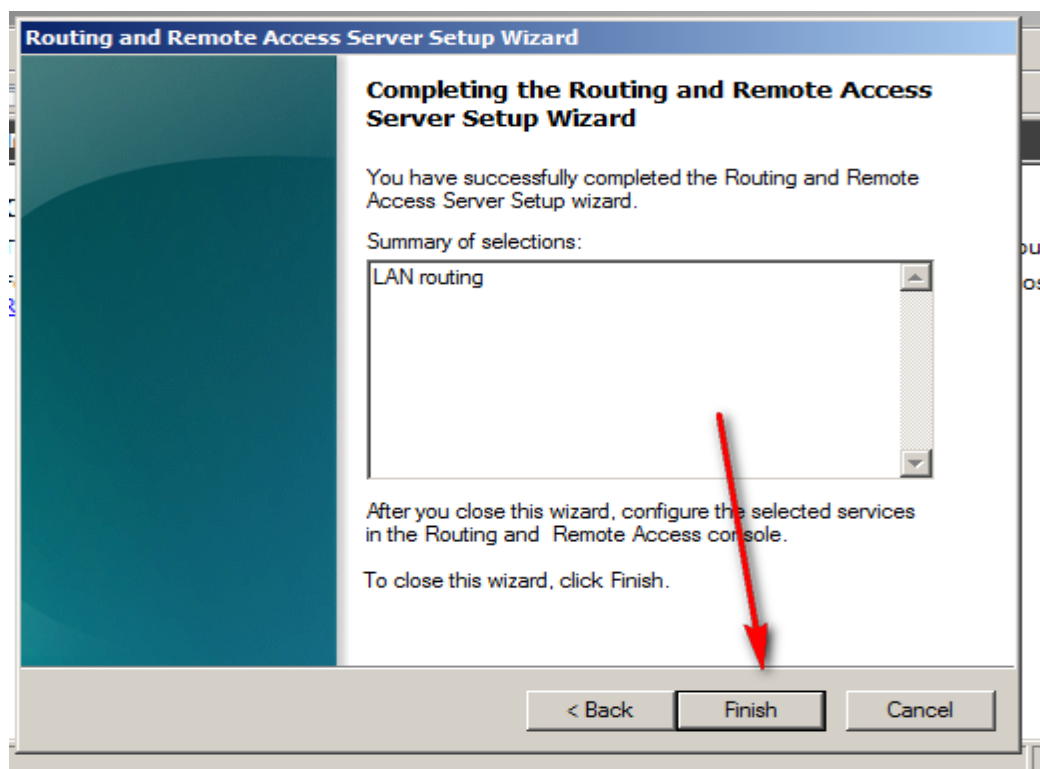 Routing and Remote Access Server Setup Wizard
Completing the Routing and Remote Access
Server Setup Wizard
You have successfully completed the Routing and Remote
Access Server Setup wizard.
Summary of selections:
LAN routing
After you close this wizard, configure the selected services
in the Routing and Remote Access console.
To close this wizard, click Finish.
< Back
Finish
Cancel